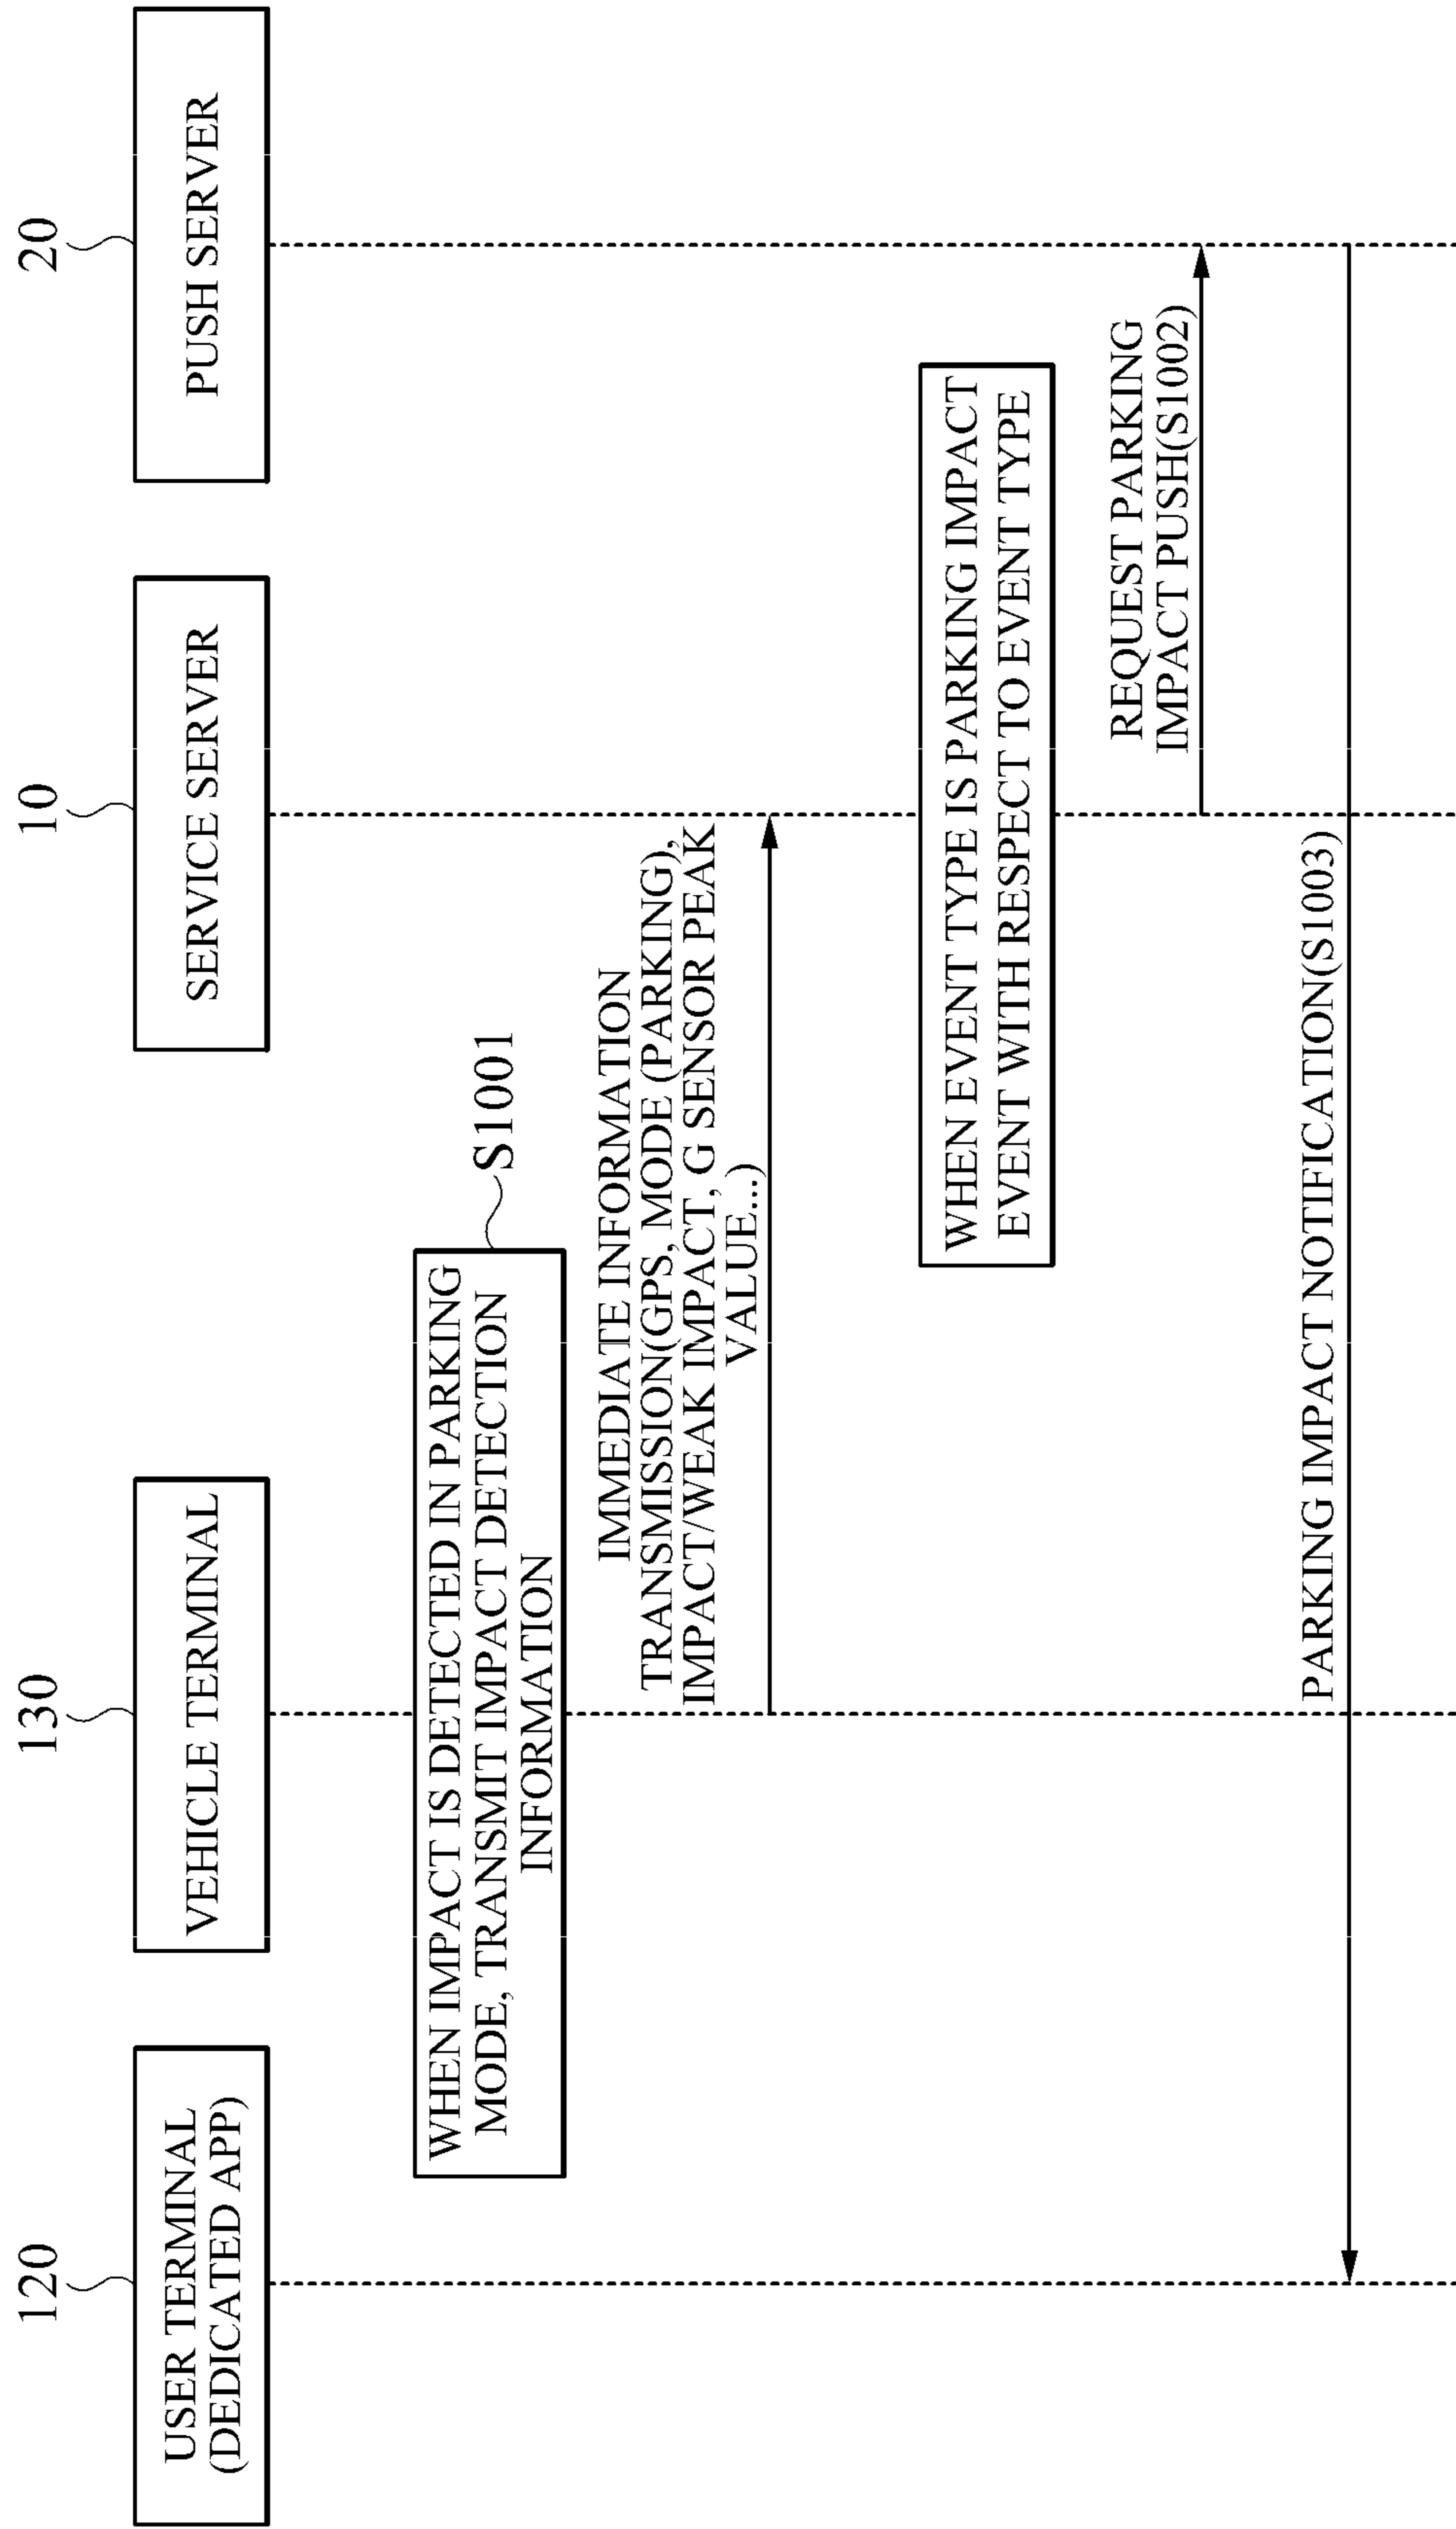 120
130
10
20
USER TERMINAL
(DEDICATED APP)
VEHICLE TERMINAL
SERVICE SERVER
PUSH SERVER
WHEN IMPACT IS DETECTED IN PARKING
MODE, TRANSMIT IMPACT DETECTION
INFORMATION
S1001
IMMEDIATE INFORMATION
TRANSMISSION(GPS, MODE (PARKING),
IMPACT/WEAK IMPACT, G SENSOR PEAK
VALUE...)
WHEN EVENT TYPE IS PARKING IMPACT
EVENT WITH RESPECT TO EVENT TYPE
REQUEST PARKING
IMPACT PUSH(S1002)
PARKING IMPACT NOTIFICATION(S1003)